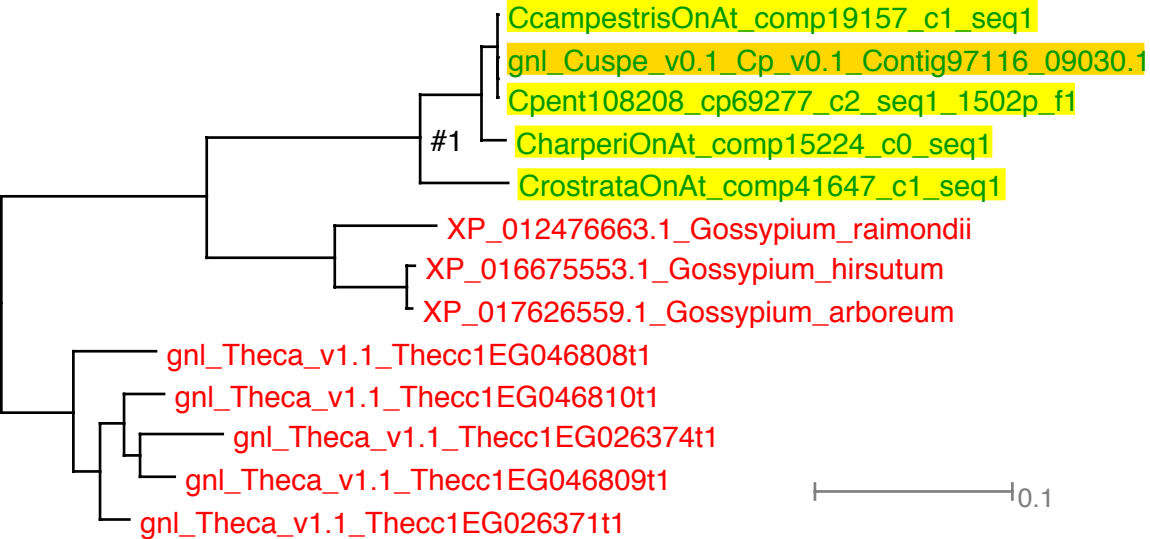 CcampestrisOnAt_comp19157_c1_seq1
gnl_Cuspe_v0.1_Cp_v0.1_Contig97116_09030.1
Cpent108208_cp69277_c2_seq1_1502p_f1
#1
CharperiOnAt_comp15224_c0_seq1
CrostrataOnAt_comp41647_c1_seq1
XP_012476663.1_Gossypium_raimondii
XP_016675553.1_Gossypium_hirsutum
XP_017626559.1_Gossypium_arboreum
gnl_Theca_v1.1_Thecc1EG046808t1
gnl_Theca_v1.1_Thecc1EG046810t1
gnl_Theca_v1.1_Thecc1EG026374t1
gnl_Theca_v1.1_Thecc1EG046809t1
0.1
gnl_Theca_v1.1_Thecc1EG026371t1